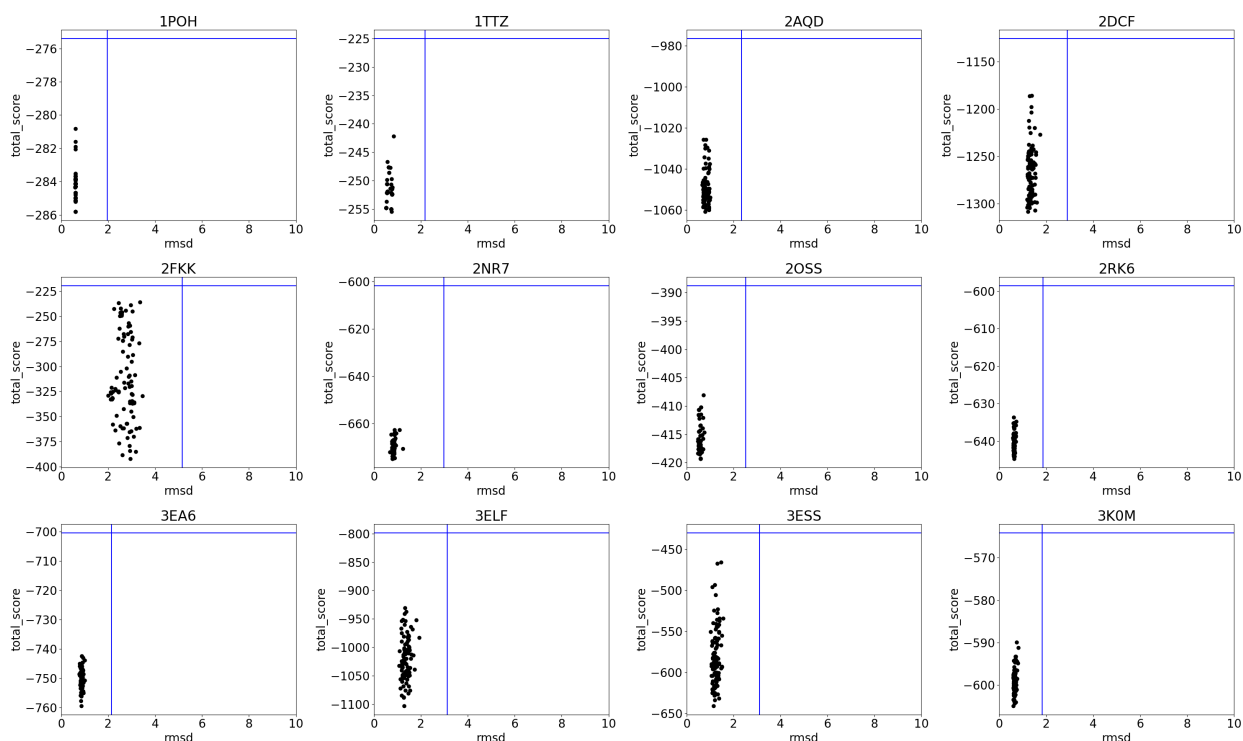 1POH
total_score
−276
−278
−280
−282
−284
−286
0 2 4 6 8 10
rmsd
1TTZ
total_score
−225
−230
−235
−240
−245
−250
−255
0 2 4 6 8 10
rmsd
2AQD
total_score
−980
−1000
−1020
−1040
−1060
0 2 4 6 8 10
rmsd
2DCF
total_score
−1150
−1200
−1250
−1300
0 2 4 6 8 10
rmsd
2FKK
total_score
−225
−250
−275
−300
−325
−350
−375
−400
0 2 4 6 8 10
rmsd
2NR7
total_score
−600
−620
−640
−660
0 2 4 6 8 10
rmsd
2OSS
total_score
−390
−395
−400
−405
−410
−415
−420
0 2 4 6 8 10
rmsd
2RK6
total_score
−600
−610
−620
−630
−640
0 2 4 6 8 10
rmsd
3EA6
total_score
−700
−710
−720
−730
−740
−750
−760
0 2 4 6 8 10
rmsd
3ELF
total_score
−800
−850
−900
−950
−1000
−1050
−1100
0 2 4 6 8 10
rmsd
3ESS
total_score
−450
−500
−550
−600
−650
0 2 4 6 8 10
rmsd
3K0M
total_score
−570
−580
−590
−600
0 2 4 6 8 10
rmsd